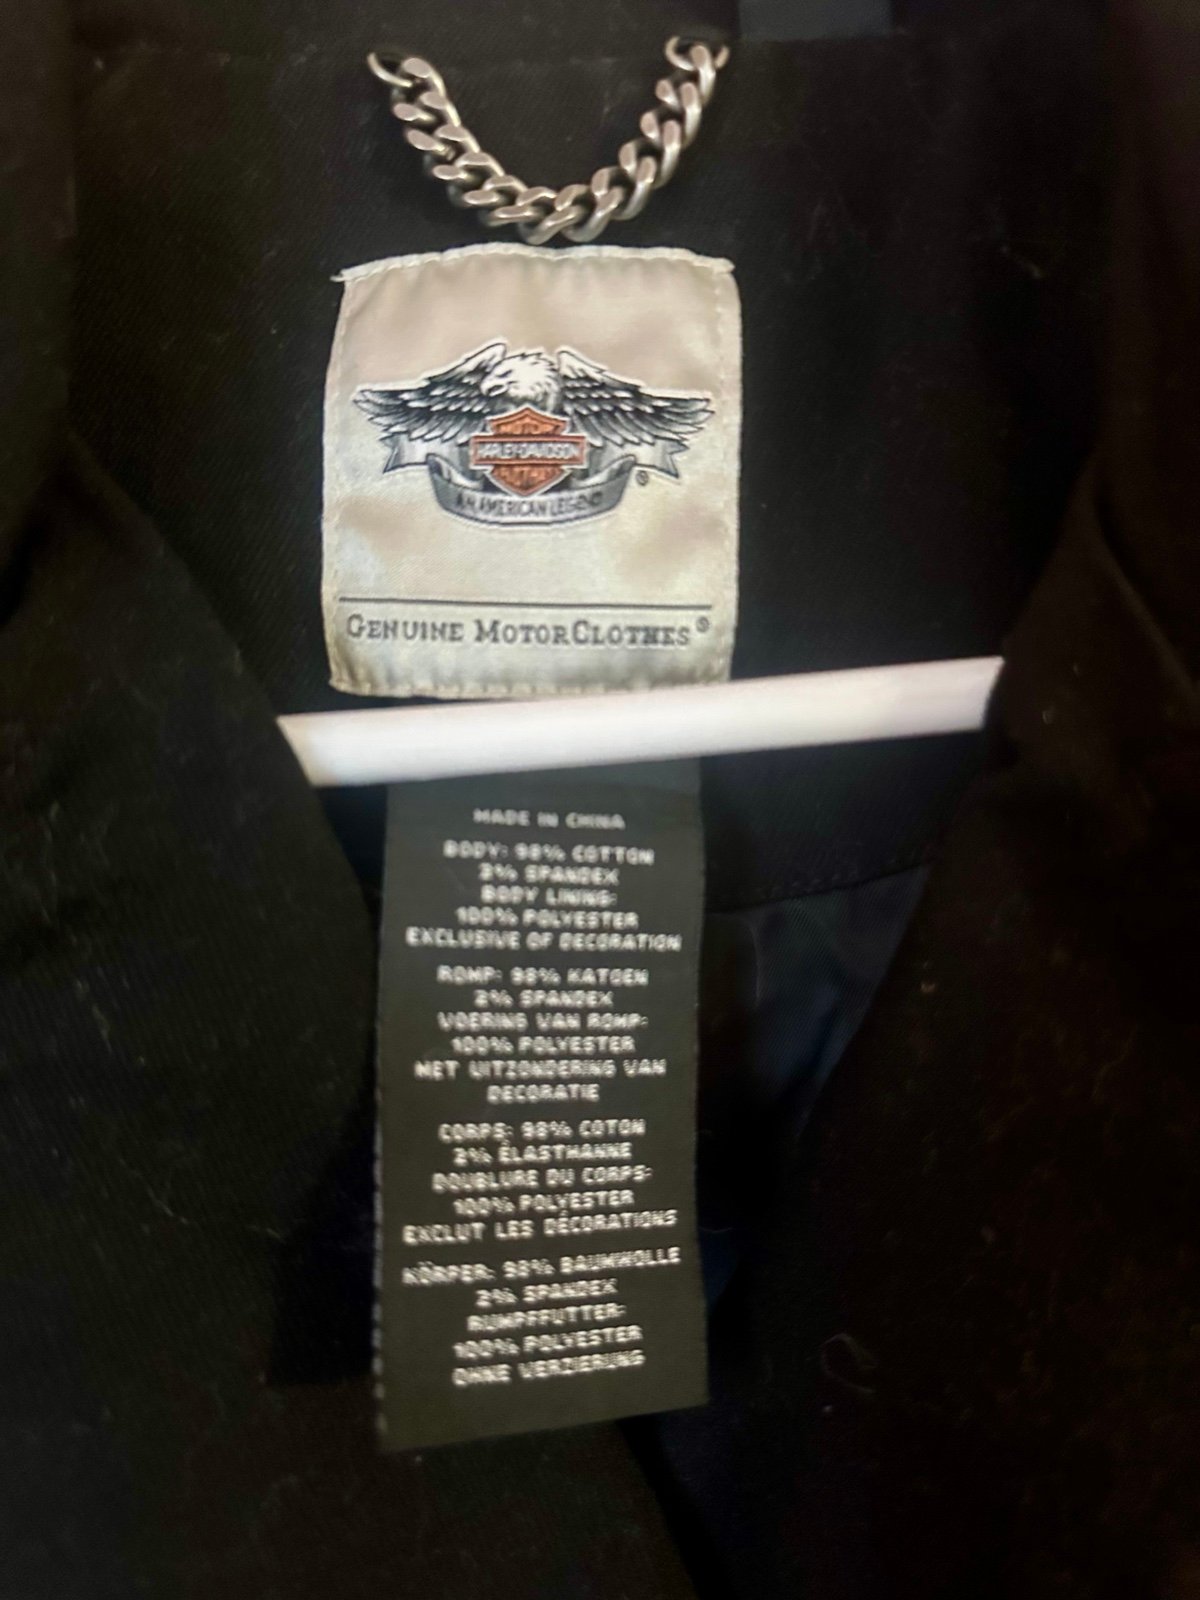 MOTOR
HARLEY-DAVIDSON
AN AMERICAN LEGEND
®
GENUINE MOTORCLOTHES®
MADE IN CHINA
BODY: 98% COTTON
2% SPANDEX
BODY LINING:
100% POLYESTER
EXCLUSIVE OF DECORATION
ROMP: 98% KATOEN
2% SPANDEX
VOERING VAN ROMP:
100% POLYESTER
MET UITZONDERING VAN
DECORATIE
CORPS: 98% COTON
2% ÉLASTHANNE
DOUBLURE DU CORPS:
100% POLYESTER
EXCLUT LES DÉCORATIONS
KÖRPER: 98% BAUMWOLLE
2% SPANDEX
RUMPFFUTTER:
100% POLYESTER
OHNE VERZIERUNG